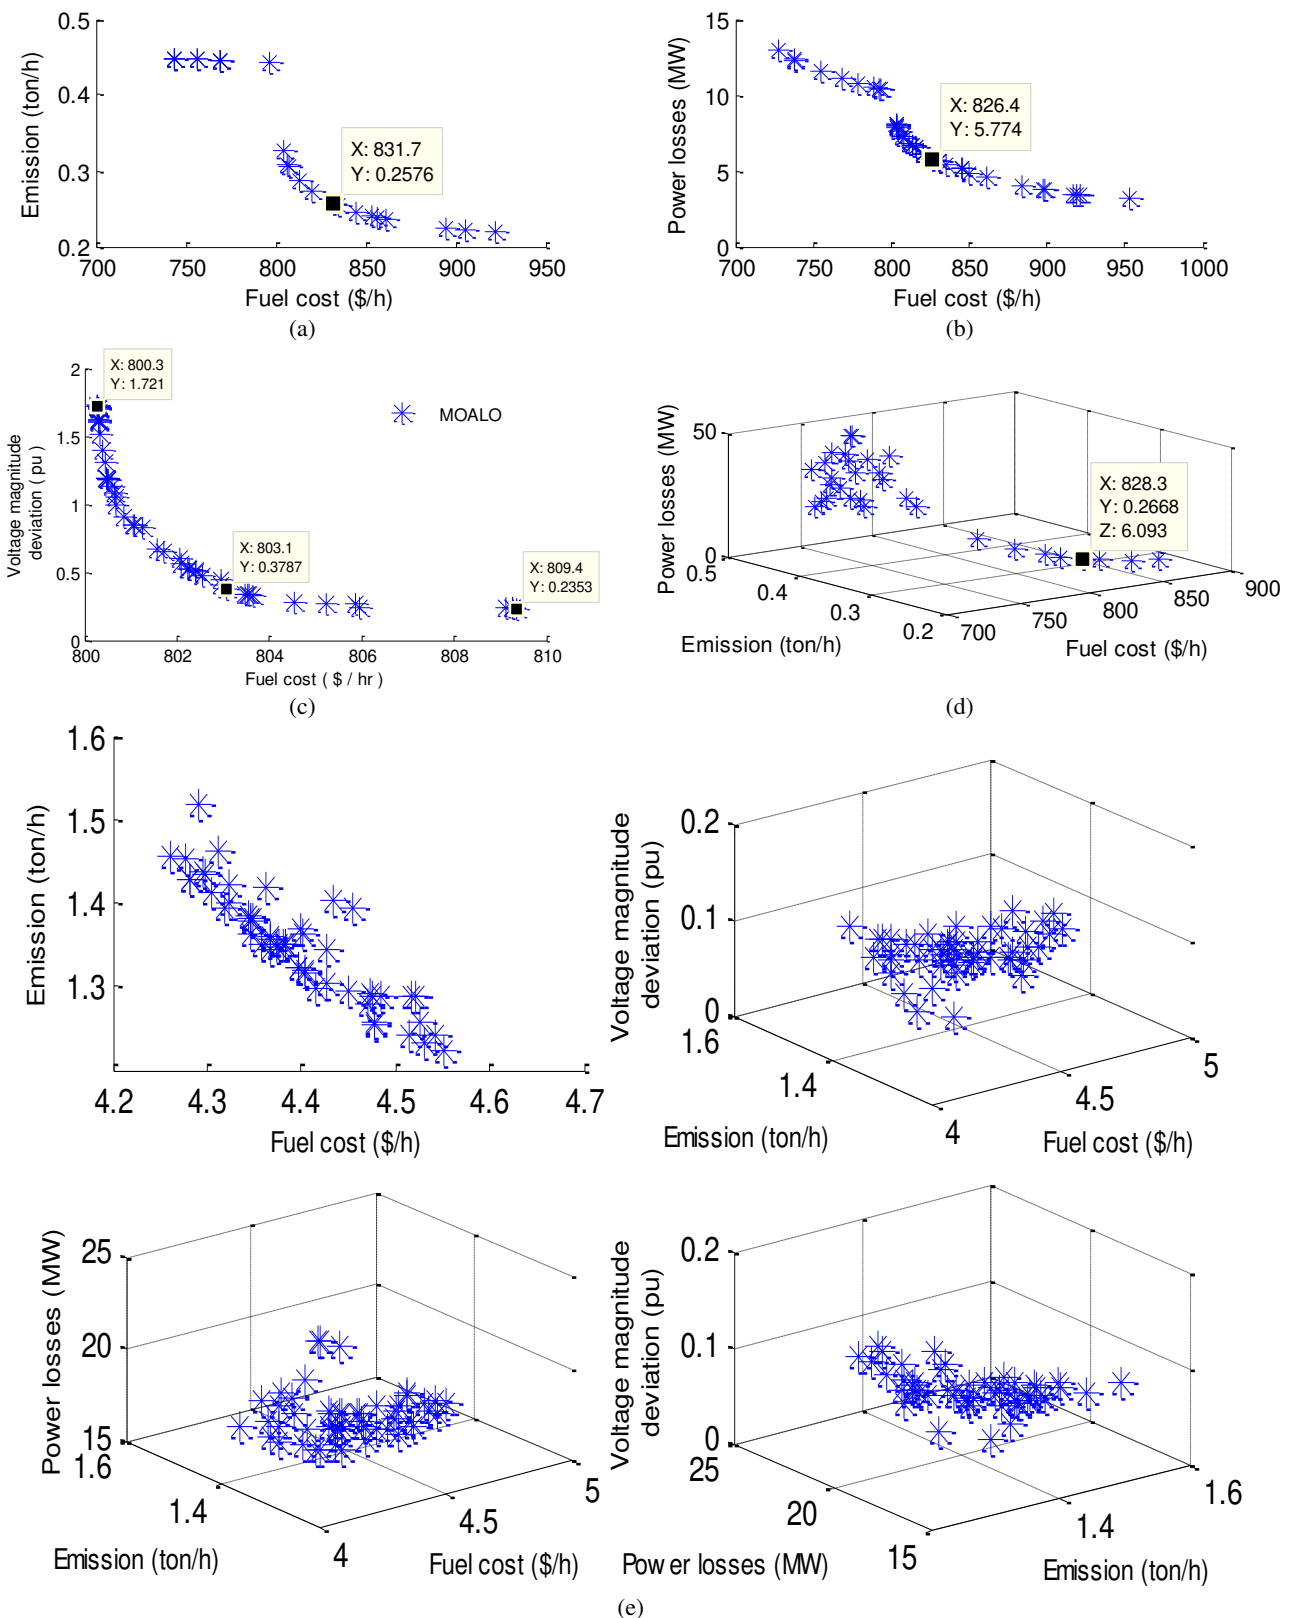 0.5
0.4
0.3
0.2
Emission (ton/h)
X: 831.7
Y: 0.2576
700 750 800 850 900 950
Fuel cost ($/h)
(a)
15
10
5
0
Power losses (MW)
X: 826.4
Y: 5.774
700 750 800 850 900 950 1000
Fuel cost ($/h)
(b)
2
1.5
1
0.5
0
Voltage magnitude
deviation ( pu )
X: 800.3
Y: 1.721
MOALO
X: 803.1
Y: 0.3787
X: 809.4
Y: 0.2353
800 802 804 806 808 810
Fuel cost ( $ / hr )
(c)
50
0
Power losses (MW)
X: 828.3
Y: 0.2668
Z: 6.093
0.5
0.4
0.3
0.2
Emission (ton/h)
700 750 800 850 900
Fuel cost ($/h)
(d)
1.6
1.5
1.4
1.3
Emission (ton/h)
4.2 4.3 4.4 4.5 4.6 4.7
Fuel cost ($/h)
0.2
0.1
0
Voltage magnitude
deviation (pu)
1.6
1.4
Emission (ton/h)
4 4.5 5
Fuel cost ($/h)
25
20
15
Power losses (MW)
1.6
1.4
Emission (ton/h)
4 4.5 5
Fuel cost ($/h)
0.2
0.1
0
Voltage magnitude
deviation (pu)
25
20
15
Power losses (MW)
1.4
1.6
Emission (ton/h)
(e)